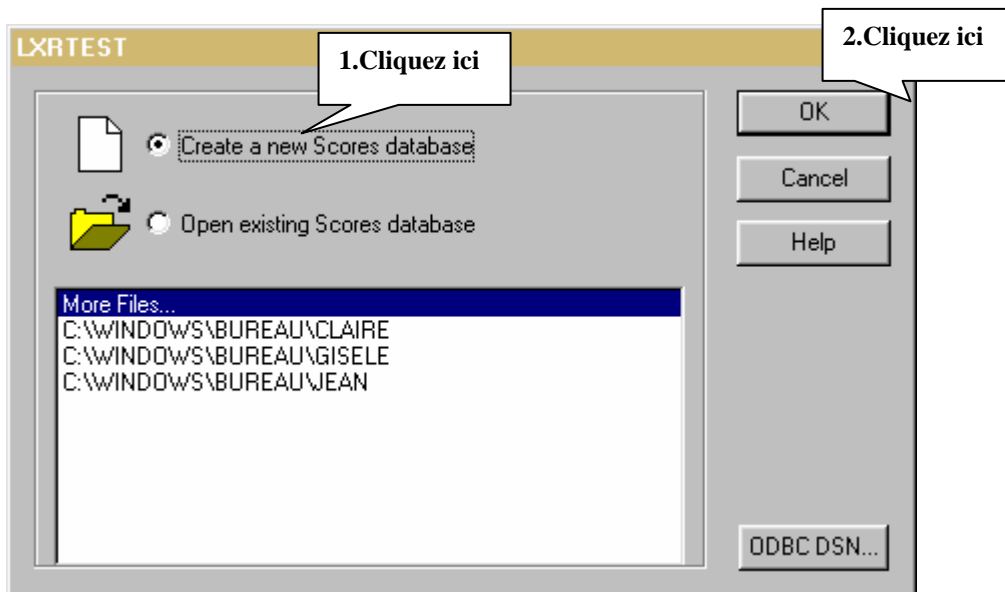 LXRTEST
1.Cliquez ici
2.Cliquez ici
Create a new Scores database
Open existing Scores database
More Files...
C:\WINDOWS\BUREAU\CLAIRE
C:\WINDOWS\BUREAU\GISELE
C:\WINDOWS\BUREAU\JEAN
OK
Cancel
Help
ODBC DSN...